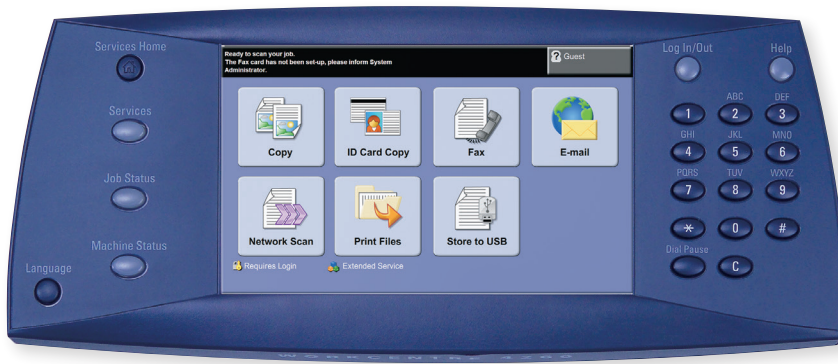 Services Home
Services
Job Status
Machine Status
Language
Ready to scan your job.
The Fax card has not been set-up, please inform System
Administrator.
? Guest
Copy
ID Card Copy
Fax
E-mail
Network Scan
Print Files
Store to USB
Requires Login
Extended Service
Log In/Out
Help
ABC
DEF
1
2
3
GHI
JKL
MNO
4
5
6
PQRS
TUV
WXYZ
7
8
9
*
0
#
Dial Pause
C
WORKCENTRE 4260